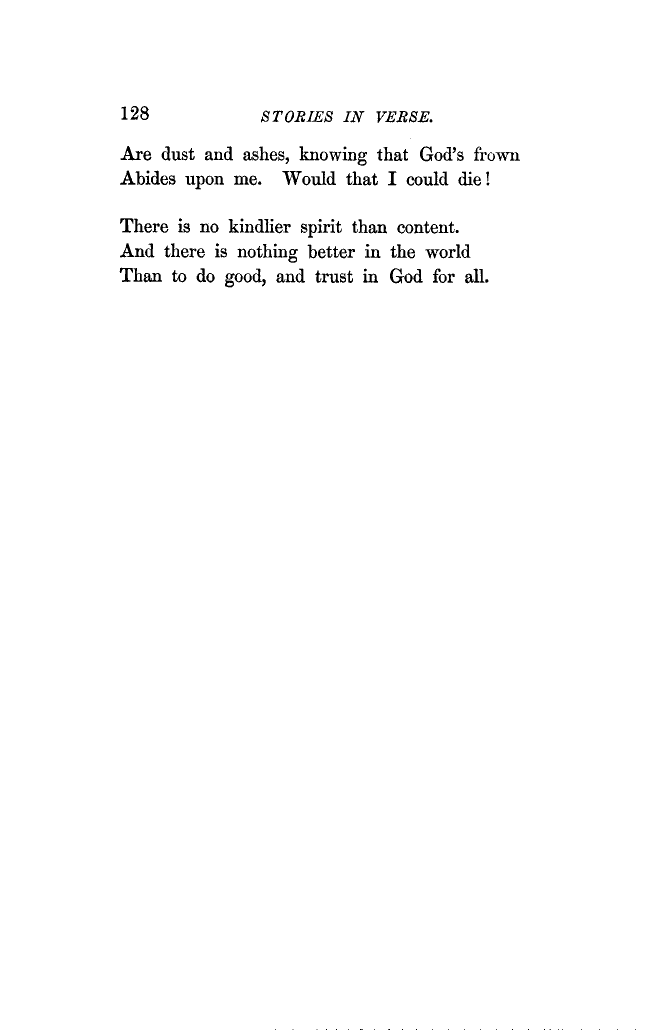 128 STORIES IN VERSE.
Are dust and ashes, knowing that God's frown
Abides upon me. Would that I could die!
There is no kindlier spirit than content.
And there is nothing better in the world
Than to do good, and trust in God for all.